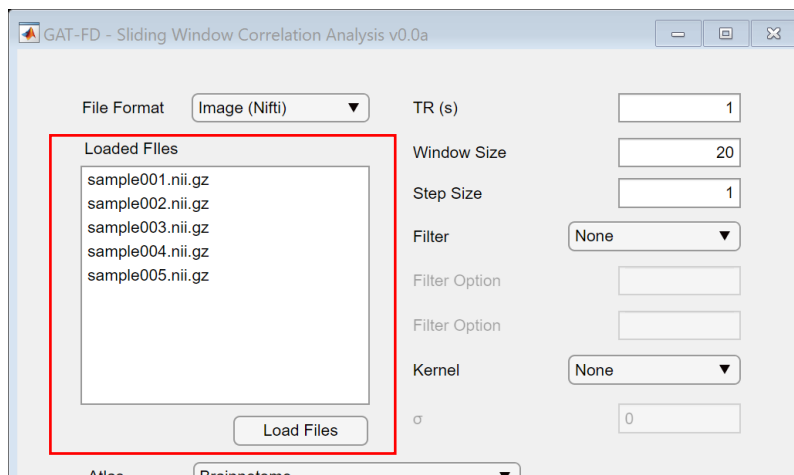 GAT-FD - Sliding Window Correlation Analysis v0.0a
File Format
Image (Nifti)
Loaded FIles
sample001.nii.gz
sample002.nii.gz
sample003.nii.gz
sample004.nii.gz
sample005.nii.gz
Load Files
TR (s)
1
Window Size
20
Step Size
1
Filter
None
Filter Option
Filter Option
Kernel
None
σ
0
Atlas
Brainnetome